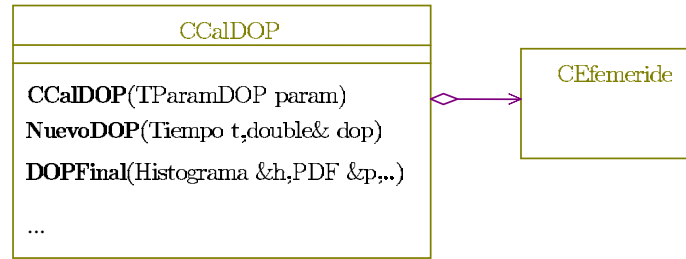 CCalDOP
CCalDOP(TParamDOP param)
NuevoDOP(Tiempo t,double& dop)
DOPFinal(Histograma &h,PDF &p,..)
...
CEfemeride